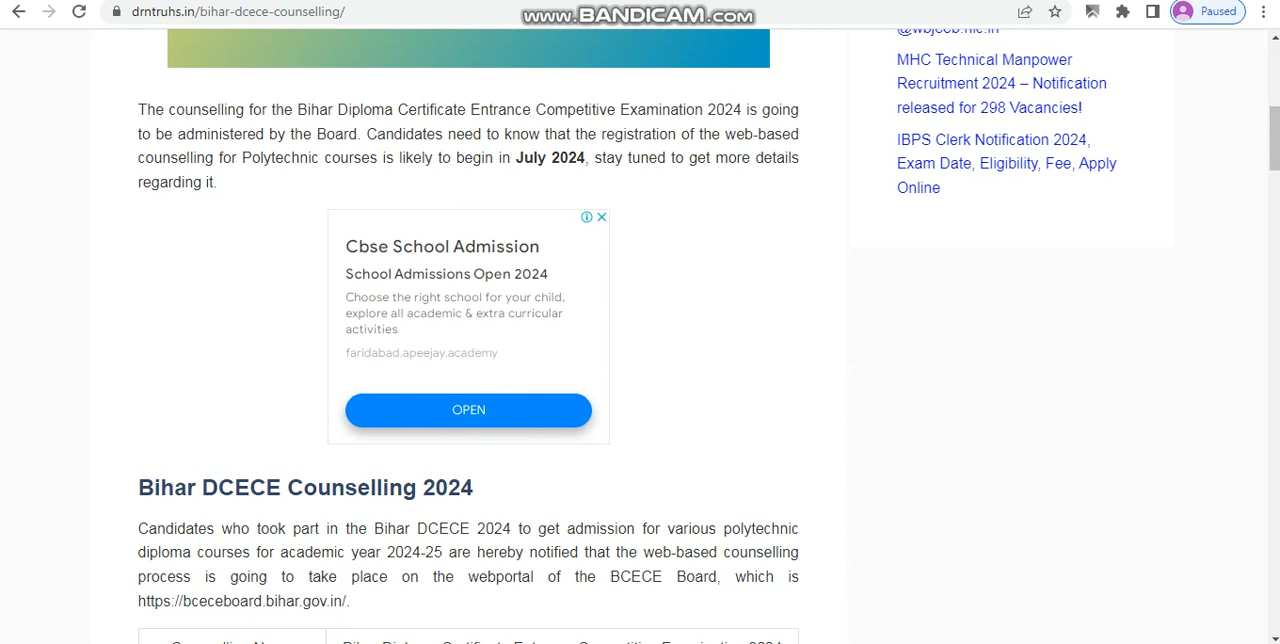 drntruhs.in/bihar-dcece-counselling/
www.BANDICAM.com
Paused
The counselling for the Bihar Diploma Certificate Entrance Competitive Examination 2024 is going
to be administered by the Board. Candidates need to know that the registration of the web-based
counselling for Polytechnic courses is likely to begin in July 2024, stay tuned to get more details
regarding it.
Cbse School Admission
School Admissions Open 2024
Choose the right school for your child,
explore all academic & extra curricular
activities
faridabad.apeejay.academy
OPEN
Bihar DCECE Counselling 2024
Candidates who took part in the Bihar DCECE 2024 to get admission for various polytechnic
diploma courses for academic year 2024-25 are hereby notified that the web-based counselling
process is going to take place on the webportal of the BCECE Board, which is
https://bceceboard.bihar.gov.in/.
Bihar Diploma Certificate Entrance Competitive Examination 2024
@wbjeeb.nic.in
MHC Technical Manpower
Recruitment 2024 – Notification
released for 298 Vacancies!
IBPS Clerk Notification 2024,
Exam Date, Eligibility, Fee, Apply
Online